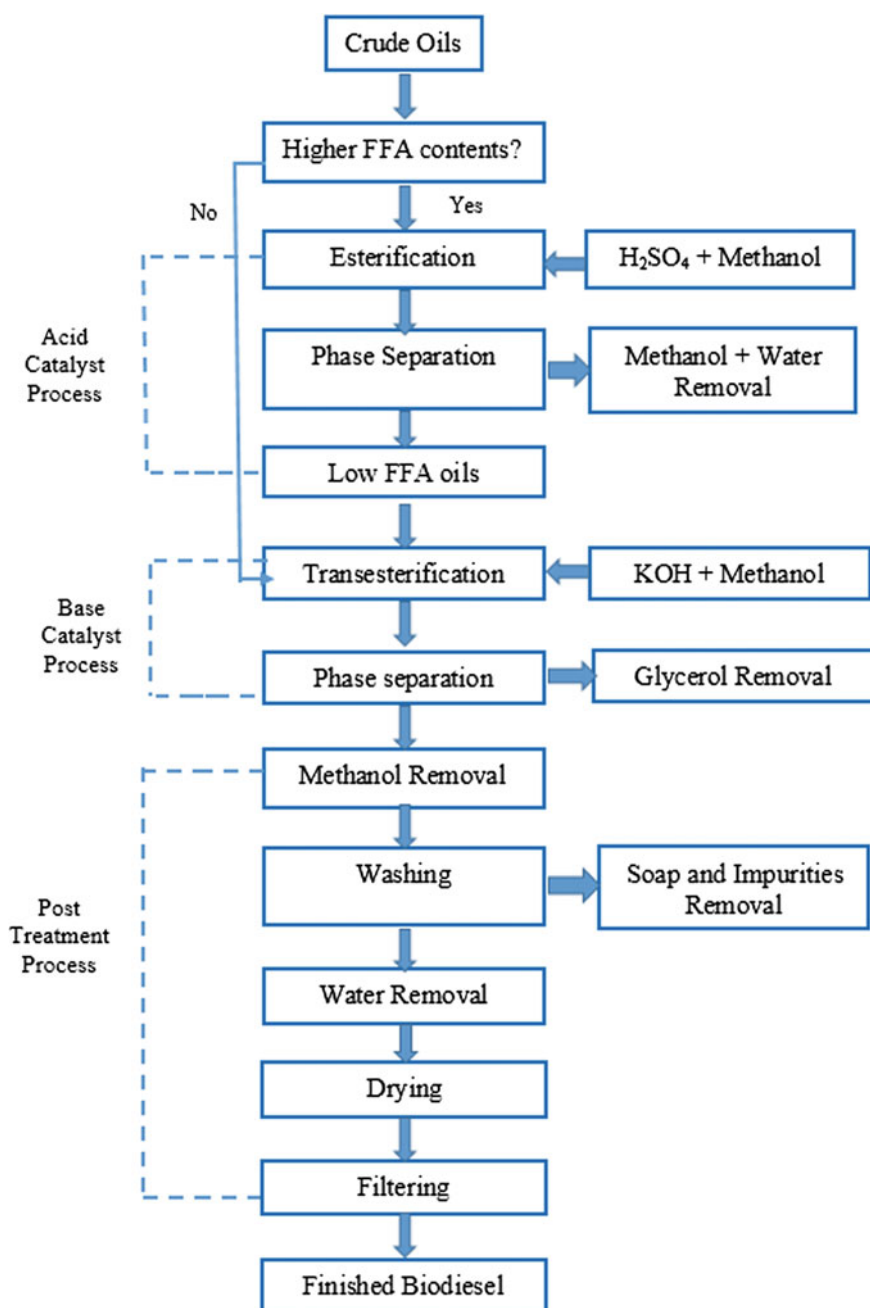 Crude Oils
Higher FFA contents?
No
Yes
Esterification
H₂SO₄ + Methanol
Acid
Catalyst
Process
Phase Separation
Methanol + Water
Removal
Low FFA oils
Transesterification
KOH + Methanol
Base
Catalyst
Process
Phase separation
Glycerol Removal
Methanol Removal
Washing
Soap and Impurities
Removal
Post
Treatment
Process
Water Removal
Drying
Filtering
Finished Biodiesel